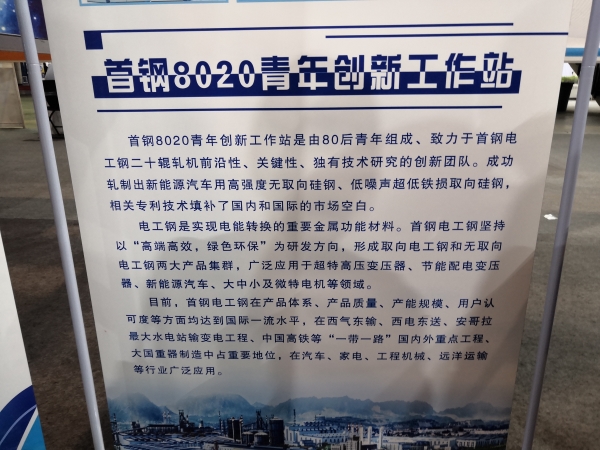 首钢8020青年创新工作站
首钢8020青年创新工作站是由80后青年组成、致力于首钢电
工钢二十辊轧机前沿性、关键性、独有技术研究的创新团队。成功
轧制出新能源汽车用高强度无取向硅钢、低噪声超低铁损取向硅钢，
相关专利技术填补了国内和国际的市场空白。
电工钢是实现电能转换的重要金属功能材料。首钢电工钢坚持
以“高端高效，绿色环保”为研发方向，形成取向电工钢和无取向
电工钢两大产品集群，广泛应用于超特高压变压器、节能配电变压
器、新能源汽车、大中小及微特电机等领域。
目前，首钢电工钢在产品体系、产品质量、产能规模、用户认
可度等方面均达到国际一流水平，在西气东输、西电东送、安哥拉
最大水电站输变电工程、中国高铁等“一带一路”国内外重点工程、
大国重器制造中占重要地位，在汽车、家电、工程机械、远洋运输
等行业广泛应用。